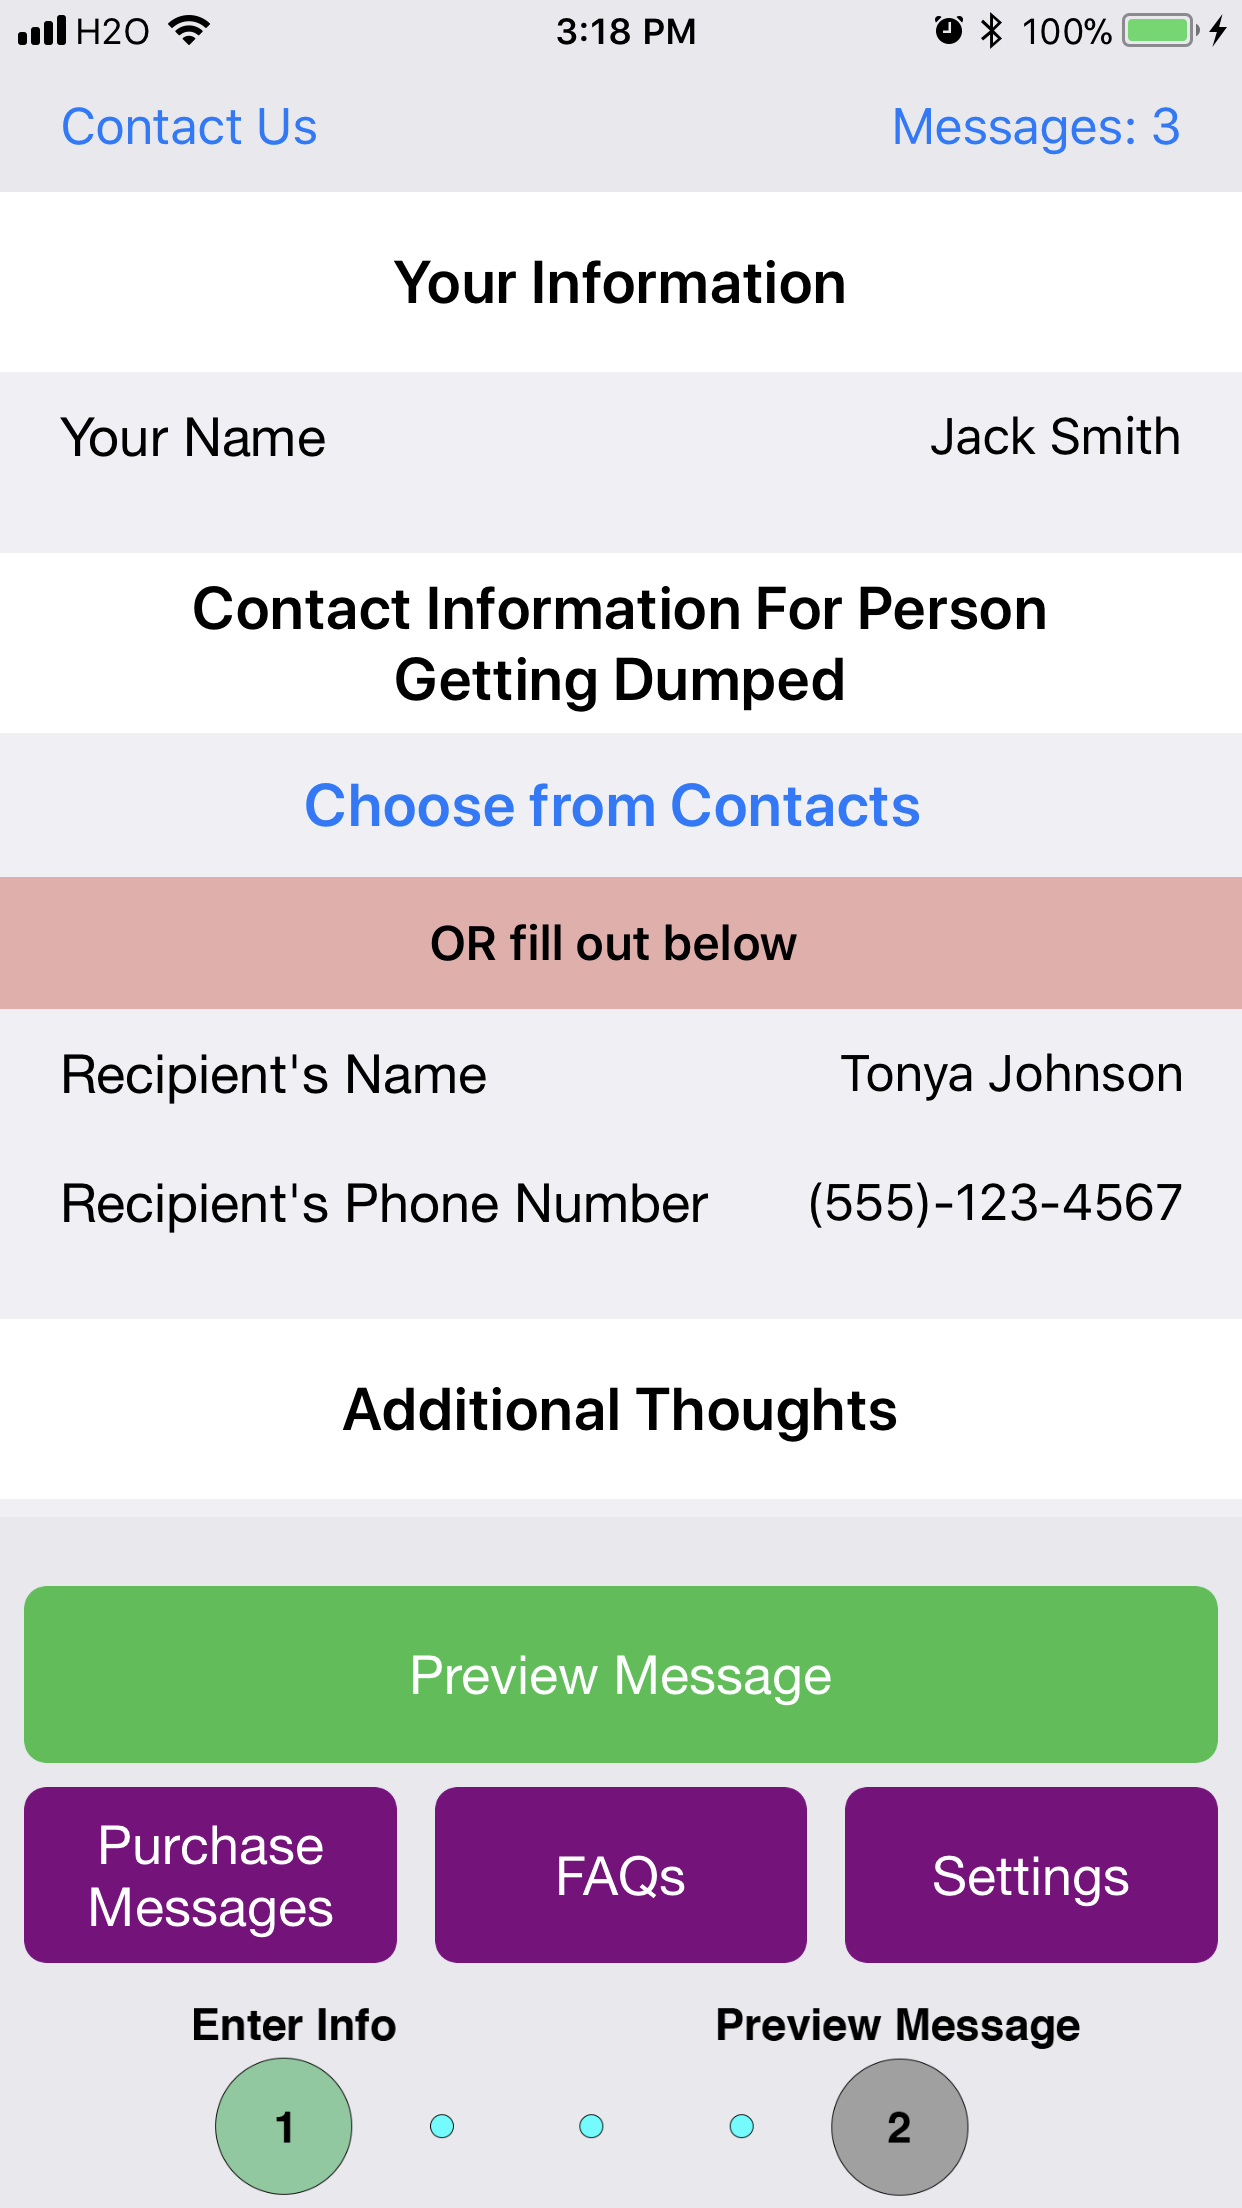 H2O 3:18 PM 100%
Contact Us Messages: 3
Your Information
Your Name Jack Smith
Contact Information For Person
Getting Dumped
Choose from Contacts
OR fill out below
Recipient's Name Tonya Johnson
Recipient's Phone Number (555)-123-4567
Additional Thoughts
Preview Message
Purchase
Messages
FAQs
Settings
Enter Info Preview Message
1 2